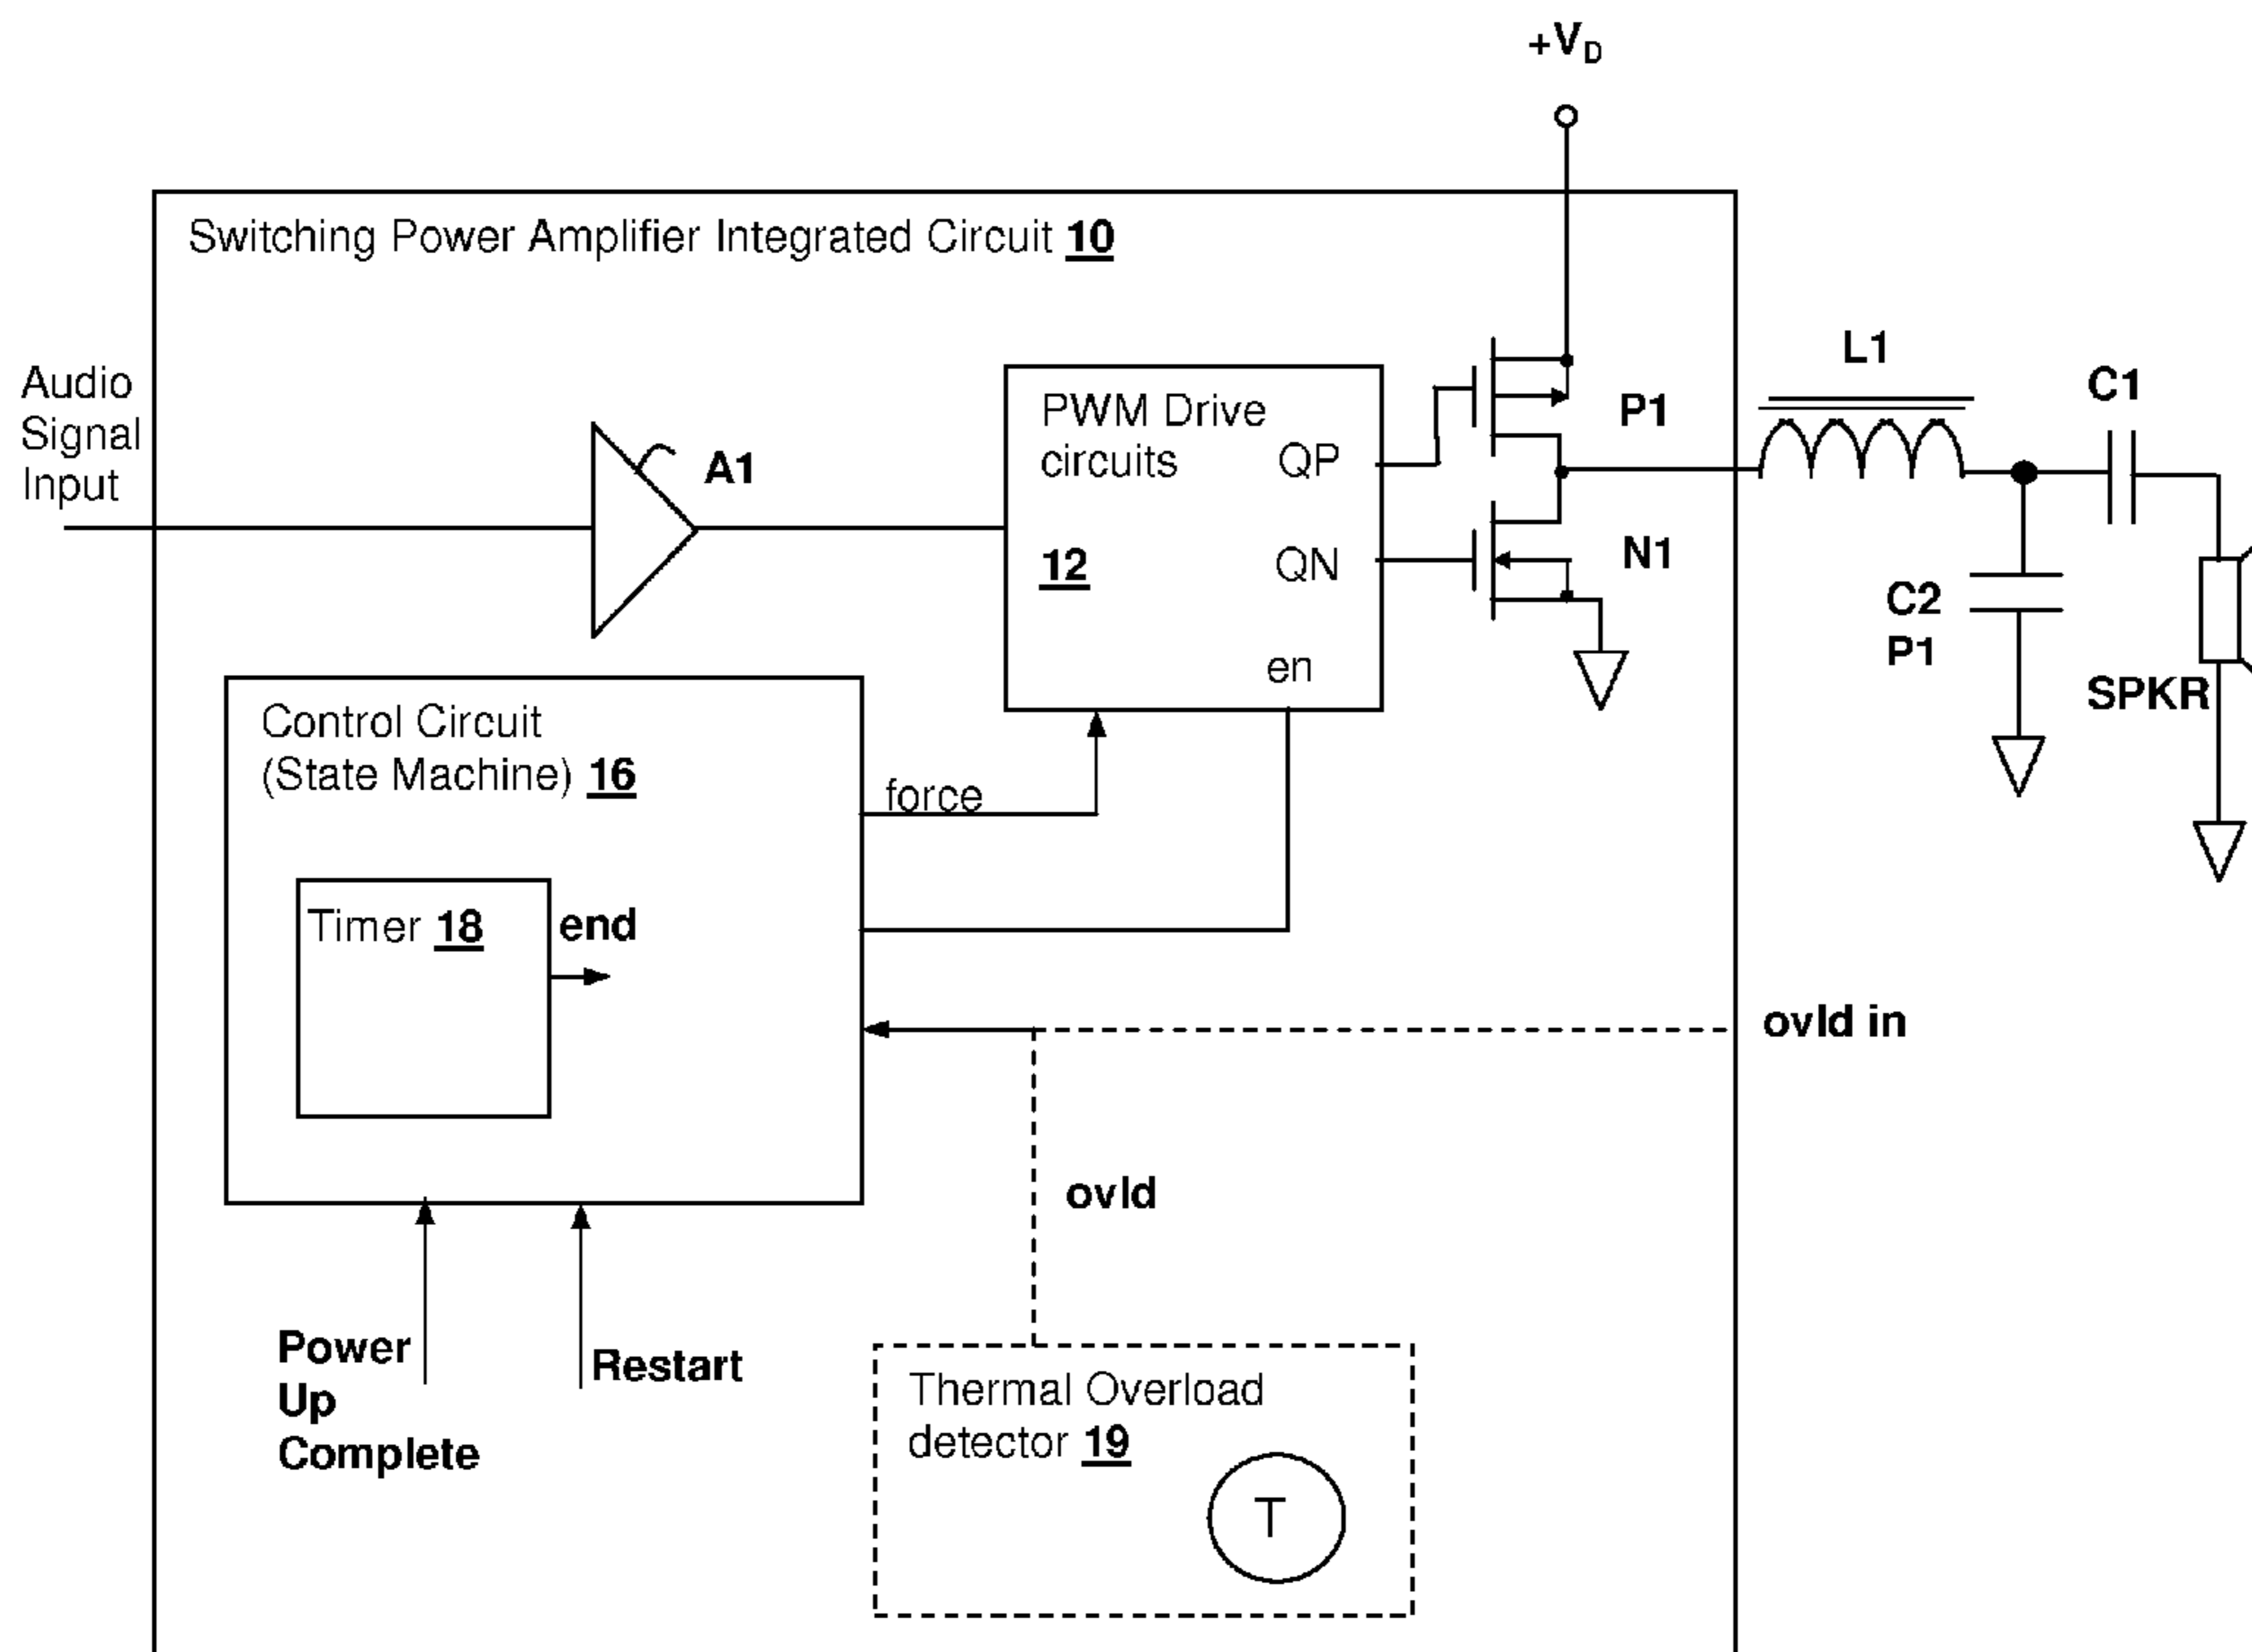 +VD
Switching Power Amplifier Integrated Circuit 10
Audio
Signal
Input
A1
PWM Drive
circuits
12
QP
QN
en
P1
N1
L1
C1
C2
P1
SPKR
Control Circuit
(State Machine) 16
force
Timer 18
end
ovld in
ovld
Power
Up
Complete
Restart
Thermal Overload
detector 19
T